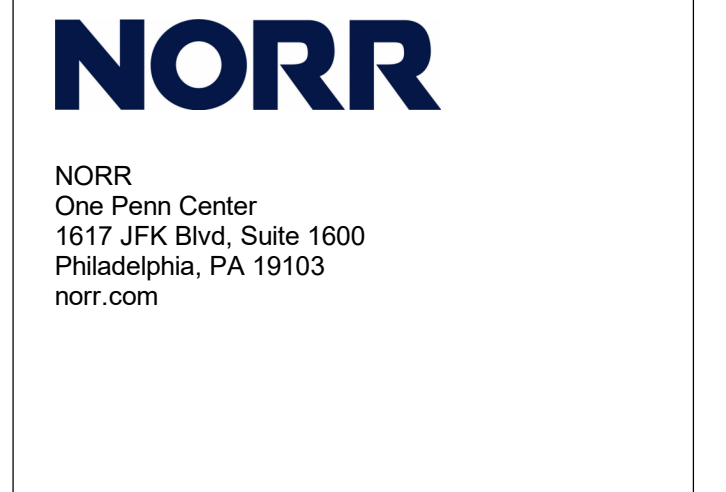 NORR
NORR
One Penn Center
1617 JFK Blvd, Suite 1600
Philadelphia, PA 19103
norr.com